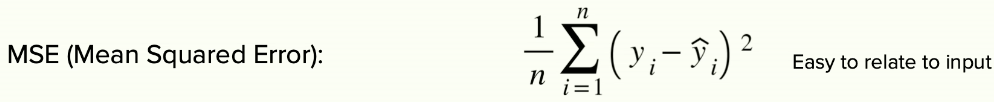 MSE (Mean Squared Error): 1/n ∑_{i=1}^{n} (y_i − ŷ_i)² Easy to relate to input